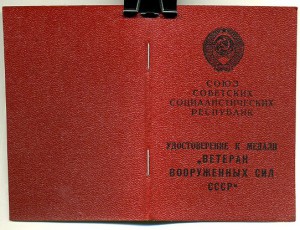 СОЮЗ
СОВЕТСКИХ
СОЦИАЛИСТИЧЕСКИХ
РЕСПУБЛИК
УДОСТОВЕРЕНИЕ К МЕДАЛИ
„ВЕТЕРАН
ВООРУЖЕННЫХ СИЛ
СССР“